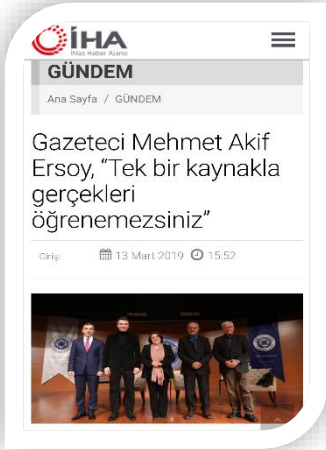 İHA
İhlas Haber Ajansı
GÜNDEM
Ana Sayfa / GÜNDEM
Gazeteci Mehmet Akif
Ersoy, “Tek bir kaynakla
gerçekleri
öğrenemezsiniz”
Giriş: 13 Mart 2019 15:52